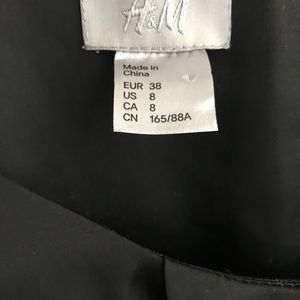 H&M
Made in
China
EUR 38
US 8
CA 8
CN 165/88A